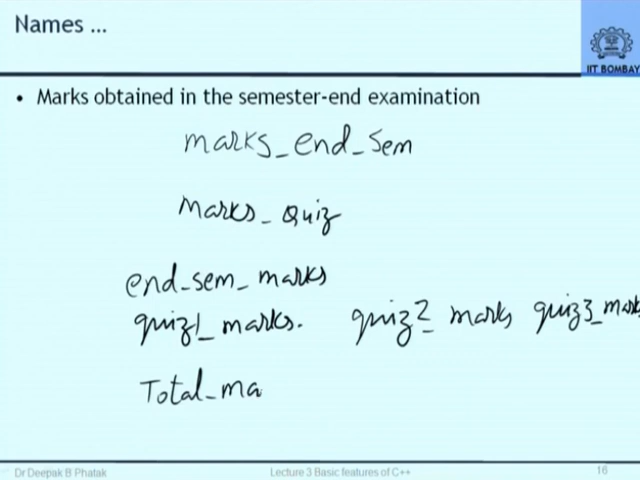 Names ...
IIT BOMBAY
• Marks obtained in the semester-end examination
marks_end_sem
marks_quiz
end_sem_marks
quiz1_marks. quiz2_marks quiz3_mark
Total_ma
Dr Deepak B Phatak Lecture 3 Basic features of C++ 16